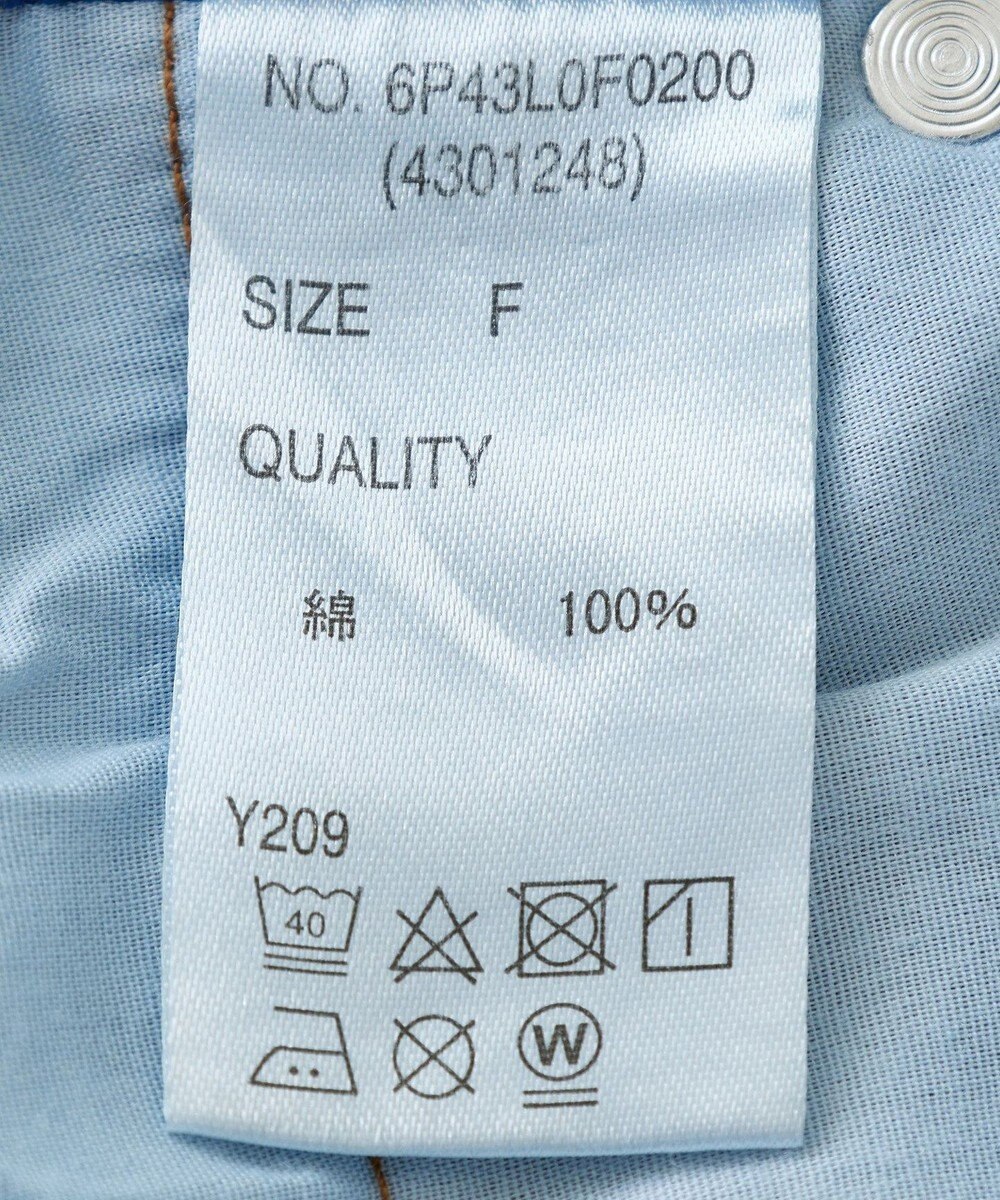 NO. 6P43L0F0200
(4301248)
SIZE F
QUALITY
綿 100%
Y209
40
W